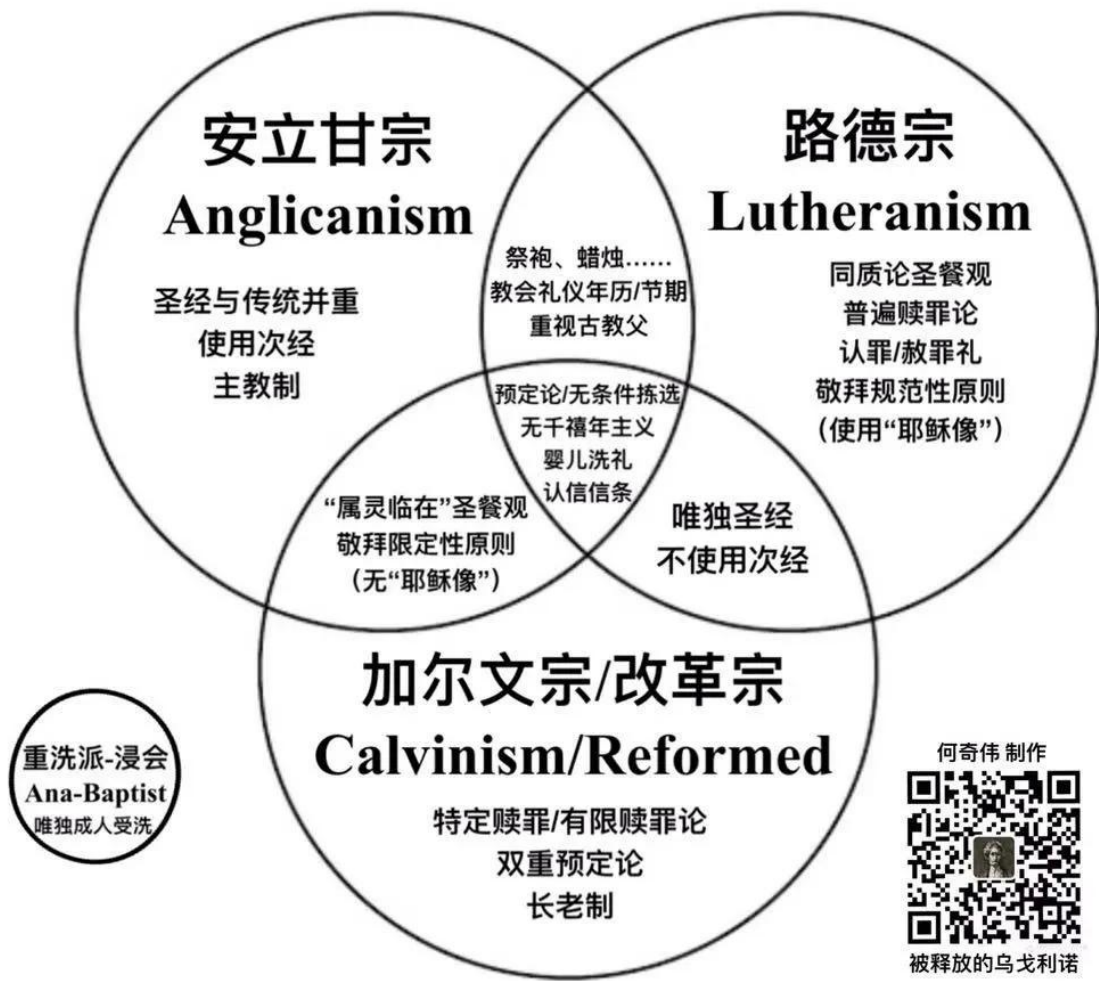 安立甘宗
Anglicanism
圣经与传统并重
使用次经
主教制
路德宗
Lutheranism
同质论圣餐观
普遍赎罪论
认罪/赦罪礼
敬拜规范性原则
（使用“耶稣像”）
祭袍、蜡烛……
教会礼仪年历/节期
重视古教父
预定论/无条件拣选
无千禧年主义
婴儿洗礼
认信信条
“属灵临在”圣餐观
敬拜限定性原则
（无“耶稣像”）
唯独圣经
不使用次经
加尔文宗/改革宗
Calvinism/Reformed
特定赎罪/有限赎罪论
双重预定论
长老制
重洗派-浸会
Ana-Baptist
唯独成人受洗
何奇伟 制作
被释放的乌戈利诺